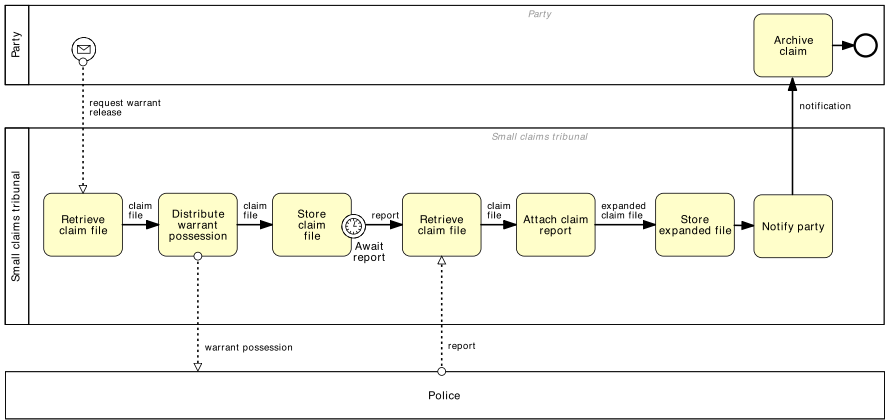 Party
Party
Archive
claim
request warrant
release
notification
Small claims tribunal
Small claims tribunal
Retrieve
claim file
claim
file
Distribute
warrant
possession
claim
file
Store
claim
file
Await
report
report
Retrieve
claim file
claim
file
Attach claim
report
expanded
claim file
Store
expanded file
Notify party
warrant possession
report
Police